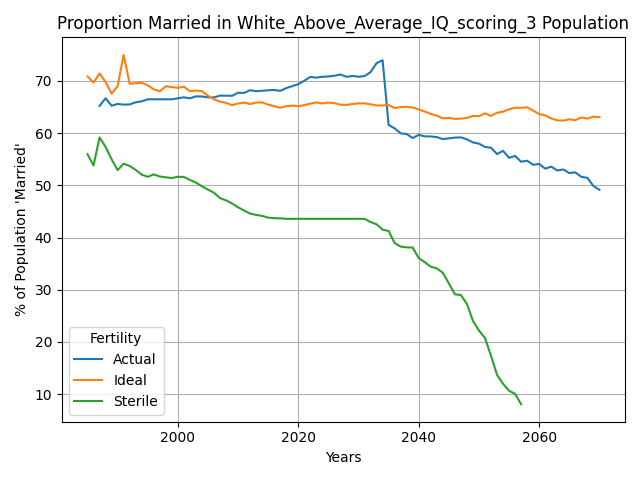 Proportion Married in White_Above_Average_IQ_scoring_3 Population
% of Population 'Married'
70
60
50
40
30
20
10
Fertility
Actual
Ideal
Sterile
2000
2020
2040
2060
Years